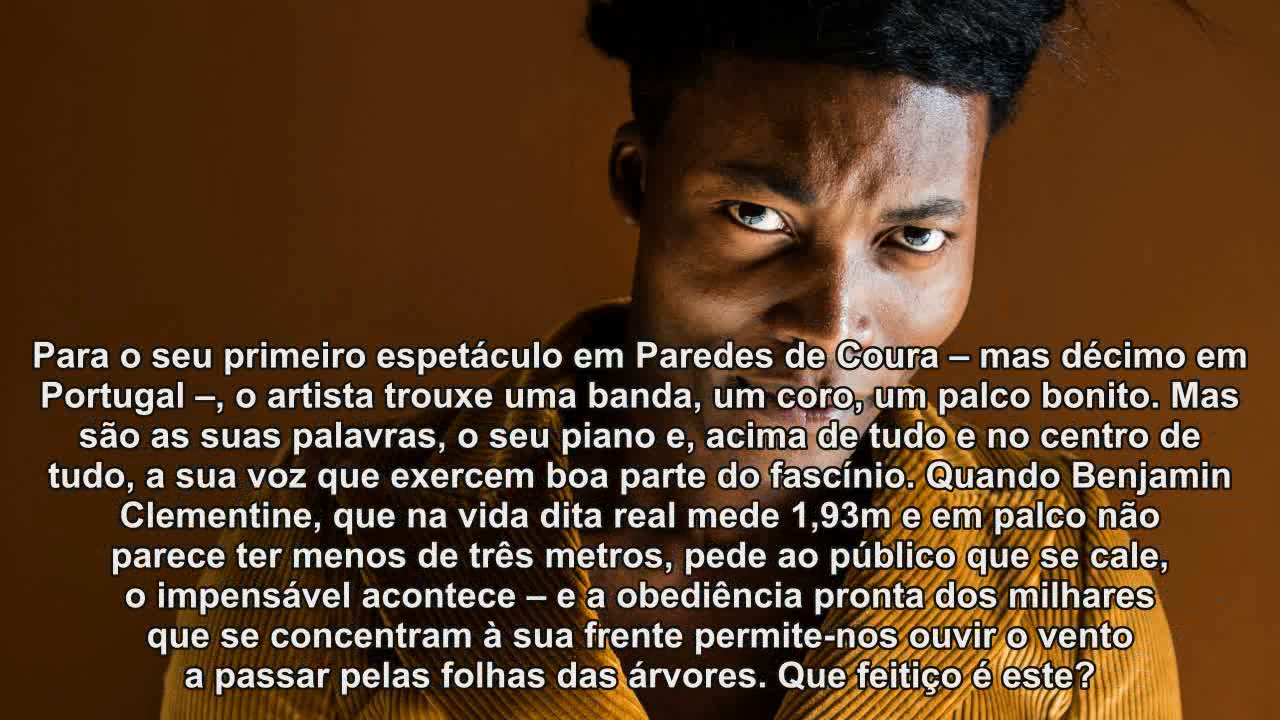 Para o seu primeiro espetáculo em Paredes de Coura – mas décimo em
Portugal –, o artista trouxe uma banda, um coro, um palco bonito. Mas
são as suas palavras, o seu piano e, acima de tudo e no centro de
tudo, a sua voz que exercem boa parte do fascínio. Quando Benjamin
Clementine, que na vida dita real mede 1,93m e em palco não
parece ter menos de três metros, pede ao público que se cale,
o impensável acontece – e a obediência pronta dos milhares
que se concentram à sua frente permite-nos ouvir o vento
a passar pelas folhas das árvores. Que feitiço é este?